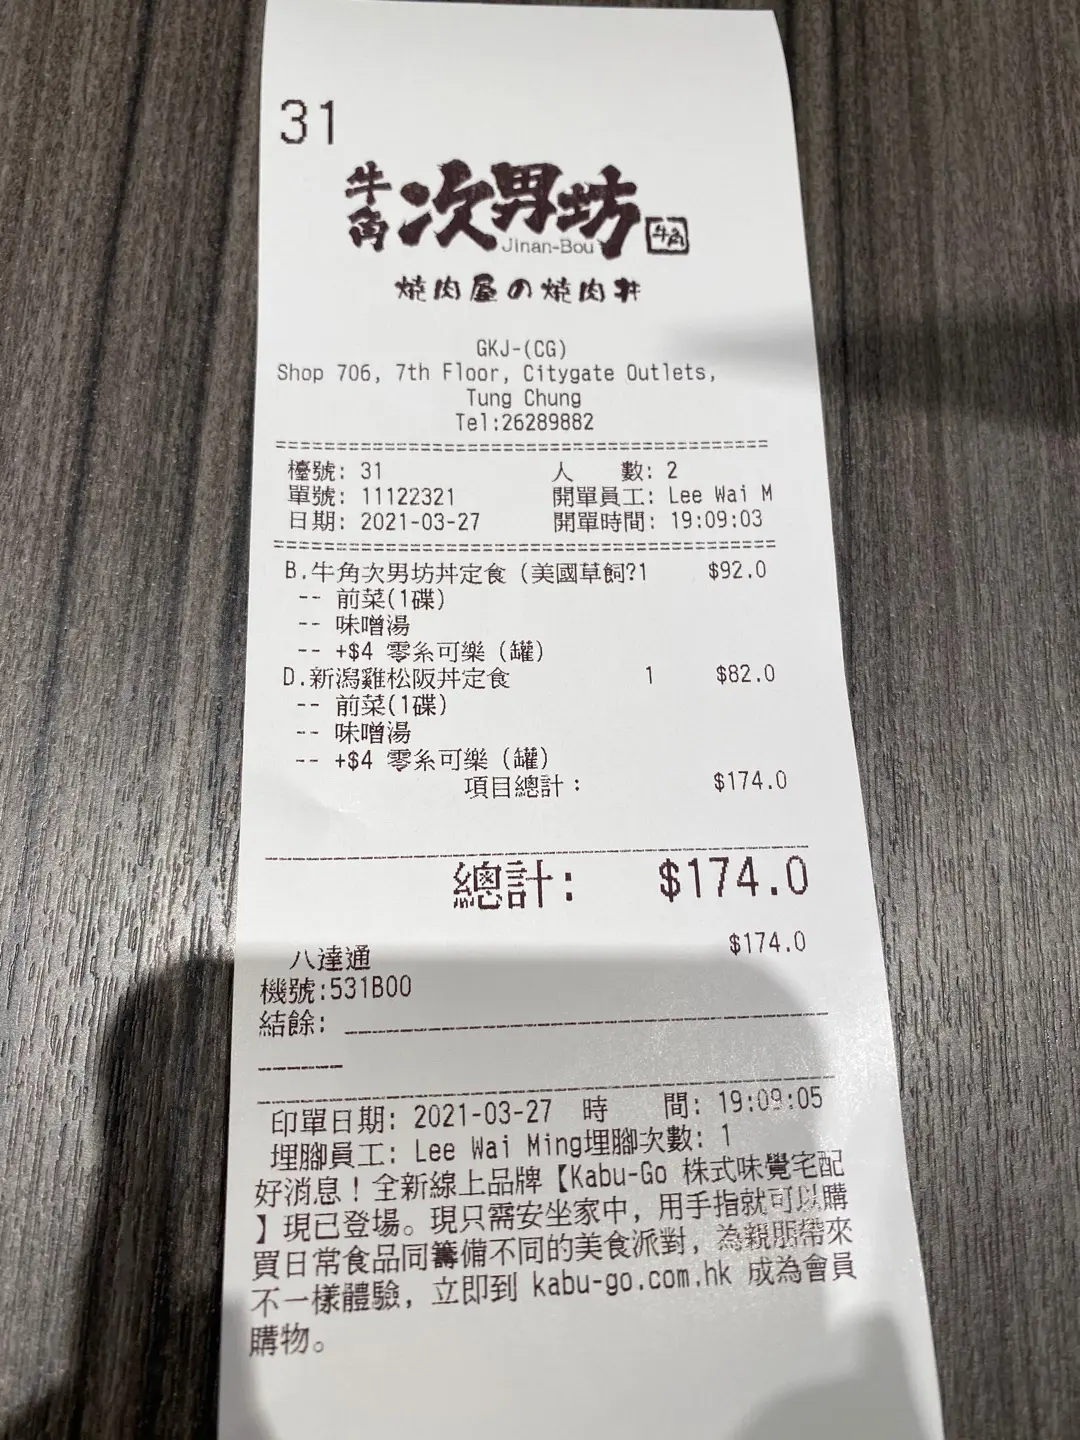 31
牛角次男坊 牛角
Jinan-Bou
焼肉屋の焼肉丼
GKJ-(CG)
Shop 706, 7th Floor, Citygate Outlets,
Tung Chung
Tel:26289882
檯號: 31 人 數: 2
單號: 11122321 開單員工: Lee Wai M
日期: 2021-03-27 開單時間: 19:09:03
B.牛角次男坊丼定食 (美國草飼?1 $92.0
-- 前菜(1碟)
-- 味噌湯
-- +$4 零系可樂 (罐)
D.新潟雞松阪丼定食 1 $82.0
-- 前菜(1碟)
-- 味噌湯
-- +$4 零系可樂 (罐)
項目總計: $174.0
總計: $174.0
八達通 $174.0
機號:531B00
結餘:
印單日期: 2021-03-27 時 間: 19:09:05
埋腳員工: Lee Wai Ming埋腳次數: 1
好消息！全新線上品牌【Kabu-Go 株式味覺宅配
】現已登場。現只需安坐家中, 用手指就可以購
買日常食品同籌備不同的美食派對, 為親朋帶來
不一樣體驗, 立即到 kabu-go.com.hk 成為會員
購物。